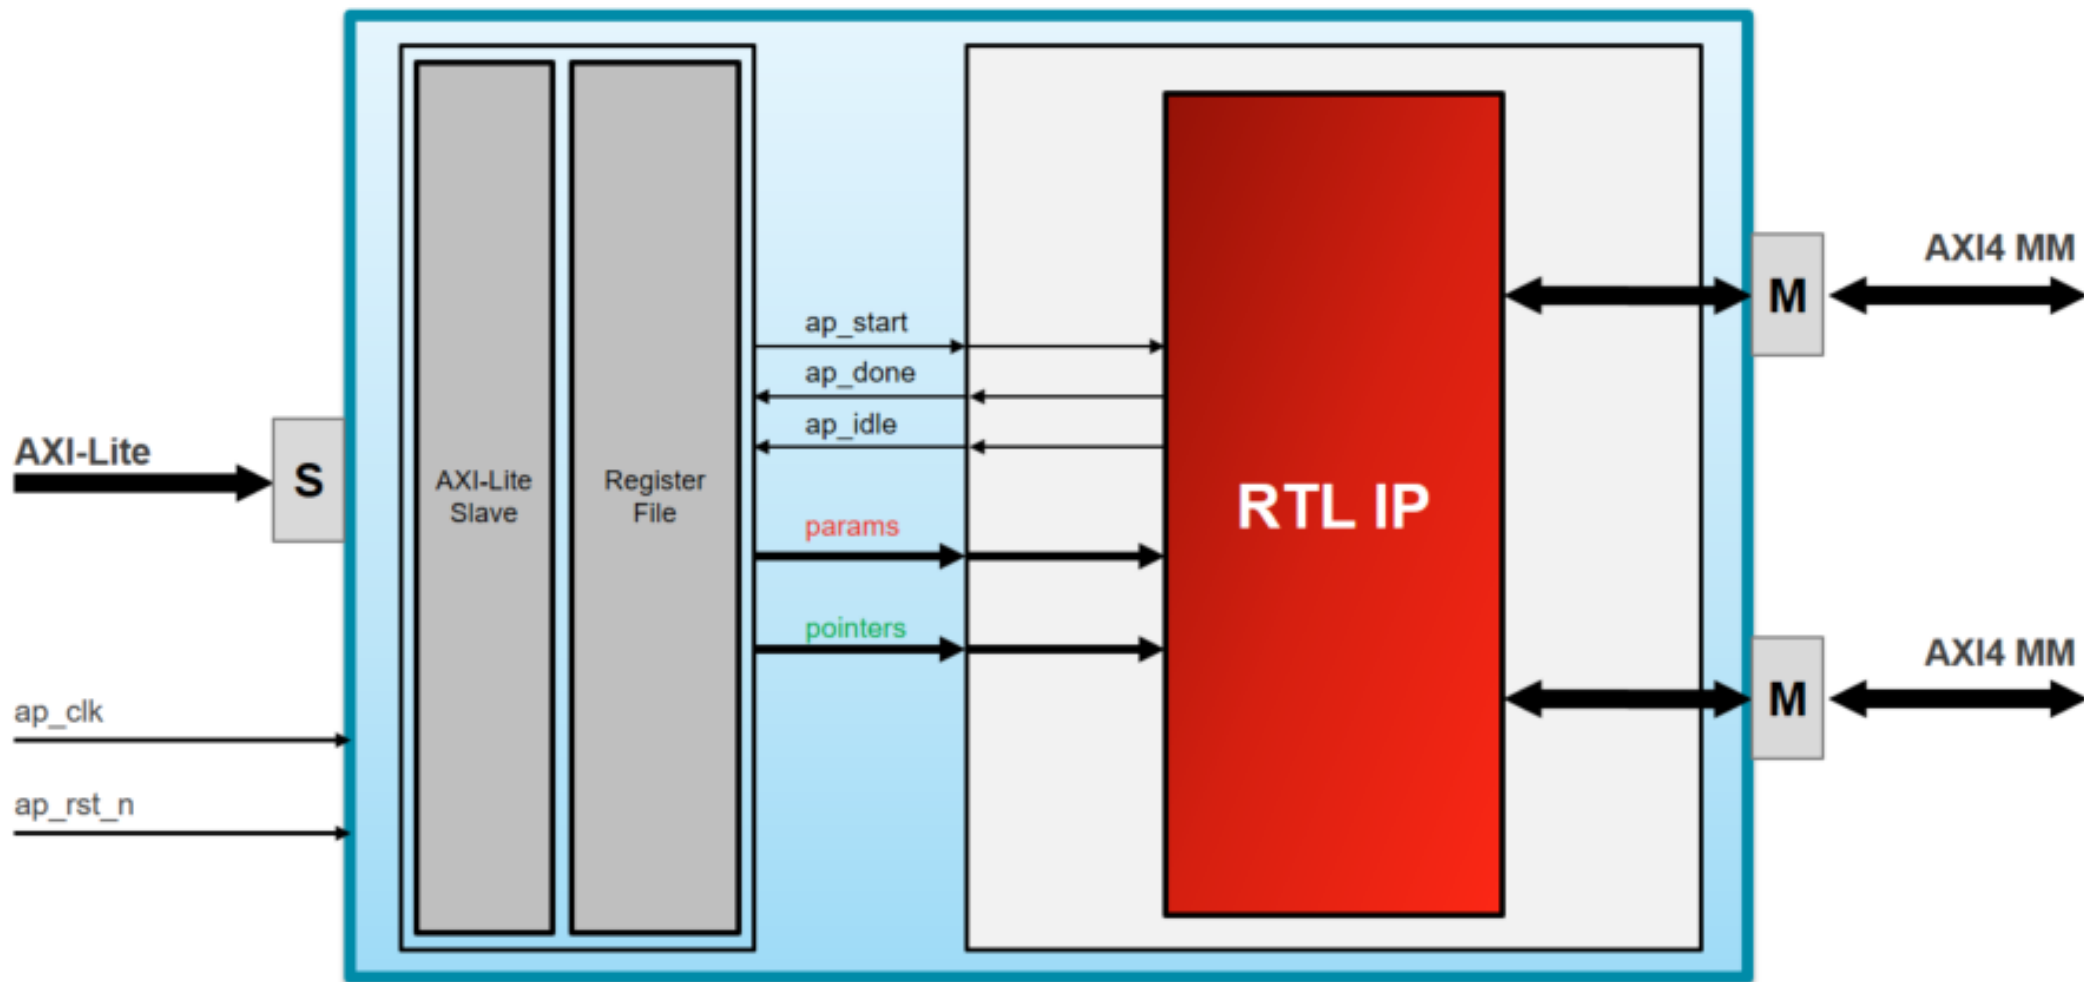 AXI4 MM
M
ap_start
ap_done
ap_idle
AXI-Lite
S
AXI-Lite
Slave
Register
File
RTL IP
params
pointers
AXI4 MM
M
ap_clk
ap_rst_n